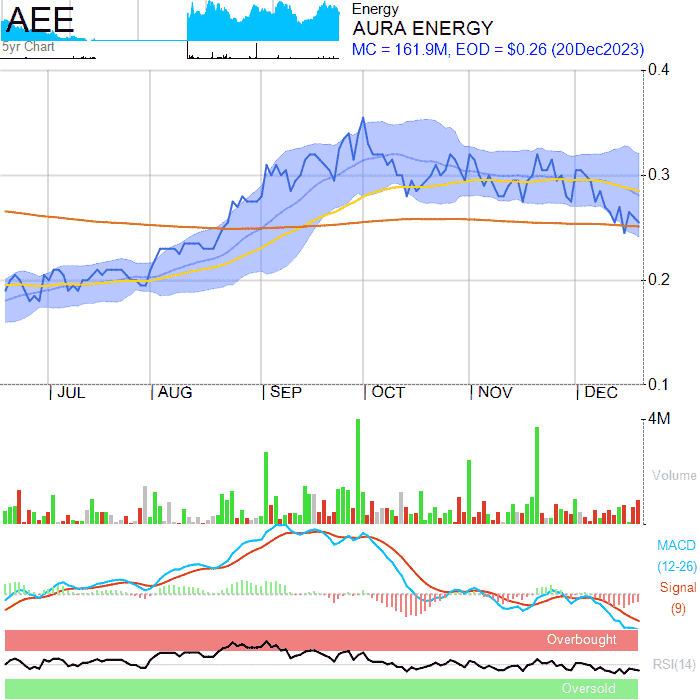 AEE
5yr Chart
Energy
AURA ENERGY
MC = 161.9M, EOD = $0.26 (20Dec2023)
0.4
0.3
0.2
0.1
JUL AUG SEP OCT NOV DEC
4M
Volume
MACD
(12-26)
Signal
(9)
Overbought
RSI(14)
Oversold